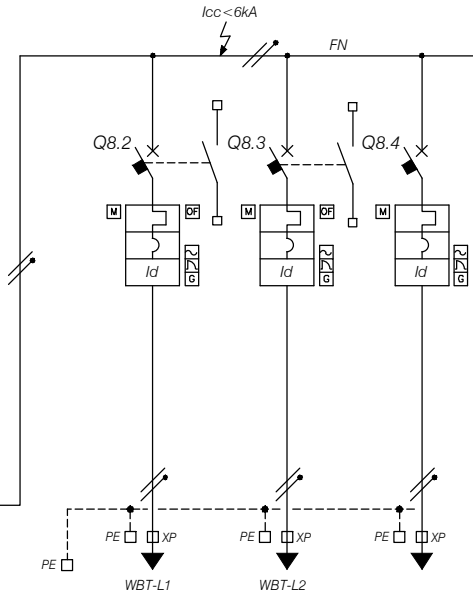 Icc<6kA
FN
Q8.2
Q8.3
Q8.4
M OF M OF M
Id Id Id
G G G
PE XP PE XP PE XP
PE
WBT-L1 WBT-L2